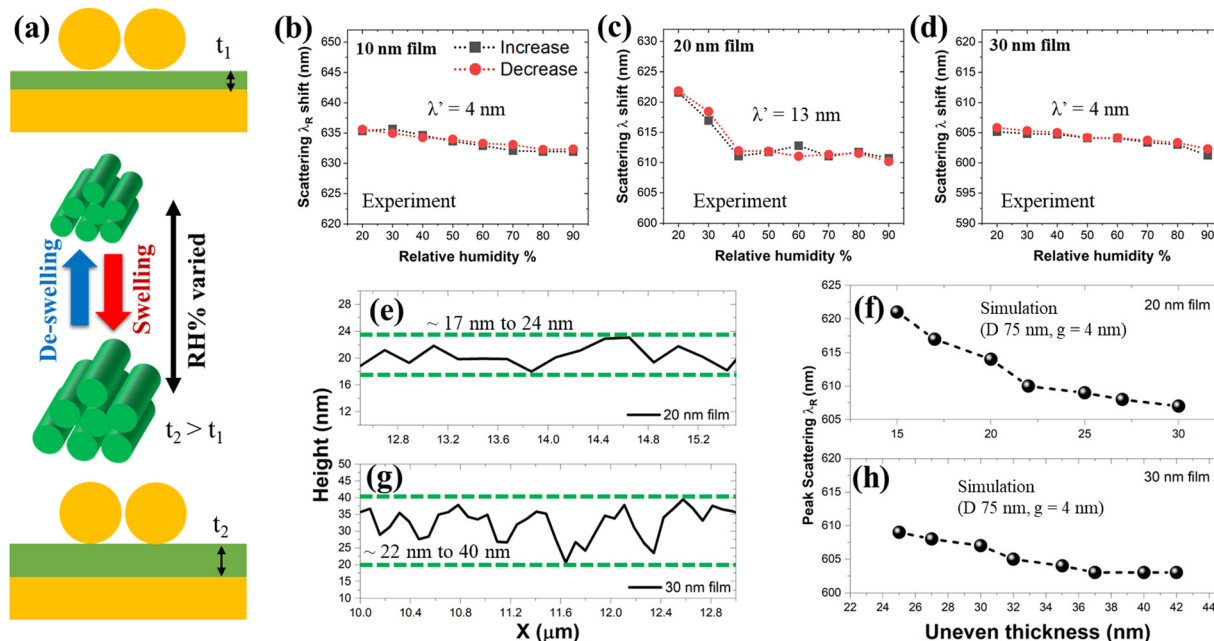 (a)
t1
De-swelling
Swelling
RH% varied
t2 > t1
t2
(b)
10 nm film
Increase
Decrease
λ' = 4 nm
Experiment
Scattering λR shift (nm)
650
645
640
635
630
625
620
20 30 40 50 60 70 80 90
Relative humidity %
(c)
20 nm film
λ' = 13 nm
Experiment
Scattering λ shift (nm)
630
625
620
615
610
605
600
20 30 40 50 60 70 80 90
Relative humidity %
(d)
30 nm film
λ' = 4 nm
Experiment
Scattering λ shift (nm)
620
615
610
605
600
595
590
20 30 40 50 60 70 80 90
Relative humidity %
(e)
~ 17 nm to 24 nm
20 nm film
28
26
24
22
20
18
16
14
12
10
12.8 13.2 13.6 14.0 14.4 14.8 15.2
Height (nm)
(g)
~ 22 nm to 40 nm
30 nm film
50
45
40
35
30
25
20
15
10
10.0 10.4 10.8 11.2 11.6 12.0 12.4 12.8
X (μm)
(f)
Simulation
(D 75 nm, g = 4 nm)
20 nm film
625
620
615
610
605
15 20 25 30
Peak Scattering λR (nm)
(h)
Simulation
(D 75 nm, g = 4 nm)
30 nm film
625
620
615
610
605
600
22 24 26 28 30 32 34 36 38 40 42 44
Uneven thickness (nm)